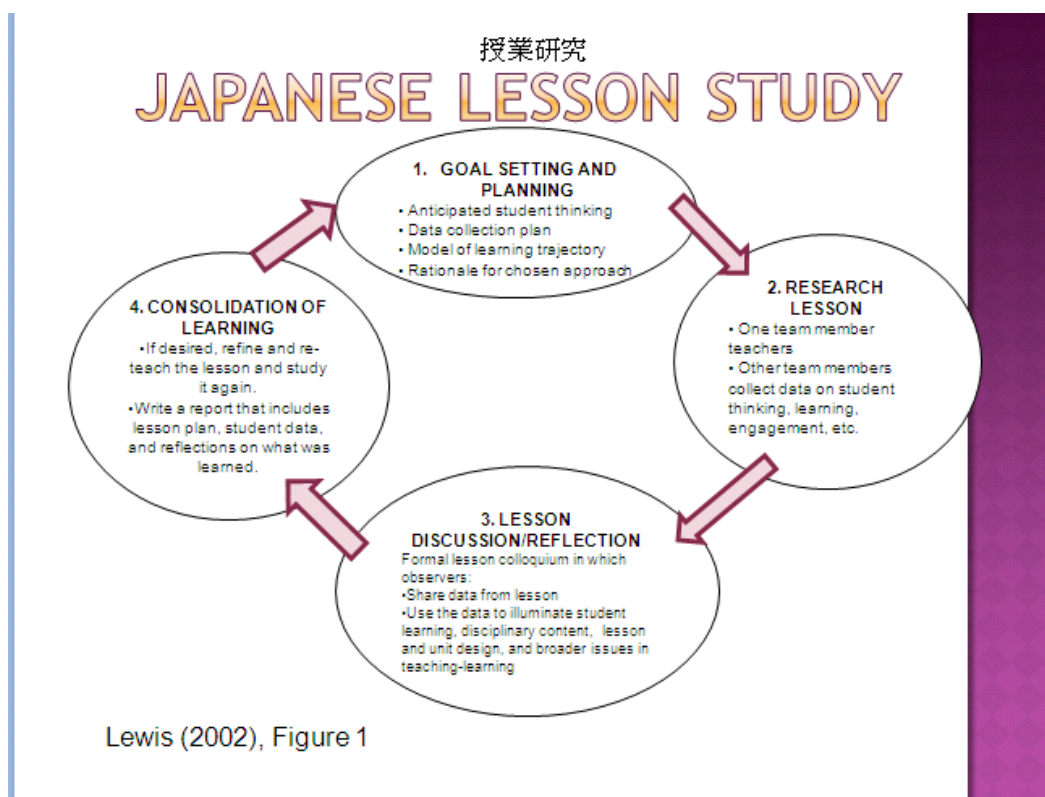 授業研究
JAPANESE LESSON STUDY
1. GOAL SETTING AND
PLANNING
• Anticipated student thinking
• Data collection plan
• Model of learning trajectory
• Rationale for chosen approach
2. RESEARCH
LESSON
• One team member
teachers
• Other team members
collect data on student
thinking, learning,
engagement, etc.
3. LESSON
DISCUSSION/REFLECTION
Formal lesson colloquium in which
observers:
•Share data from lesson
•Use the data to illuminate student
learning, disciplinary content, lesson
and unit design, and broader issues in
teaching-learning
4. CONSOLIDATION OF
LEARNING
•If desired, refine and re-
teach the lesson and study
it again.
•Write a report that includes
lesson plan, student data,
and reflections on what was
learned.
Lewis (2002), Figure 1